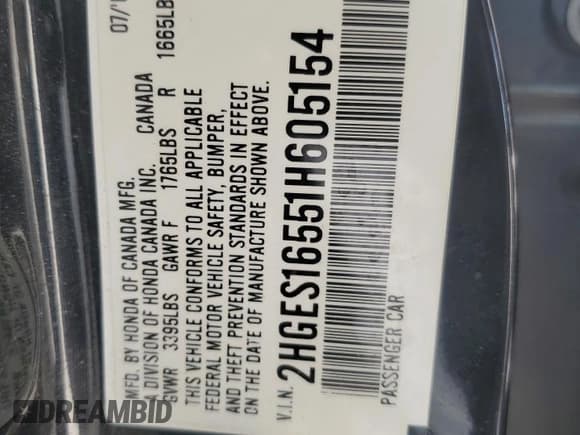 MFD. BY HONDA OF CANADA MFG. 07/
A DIVISION OF HONDA CANADA INC. CANADA
GVWR 3395LBS GAWR F 1765LBS R 1665LB
THIS VEHICLE CONFORMS TO ALL APPLICABLE
FEDERAL MOTOR VEHICLE SAFETY, BUMPER,
AND THEFT PREVENTION STANDARDS IN EFFECT
ON THE DATE OF MANUFACTURE SHOWN ABOVE.
V.I.N. 2HGES16551H605154
PASSENGER CAR
DREAMBID